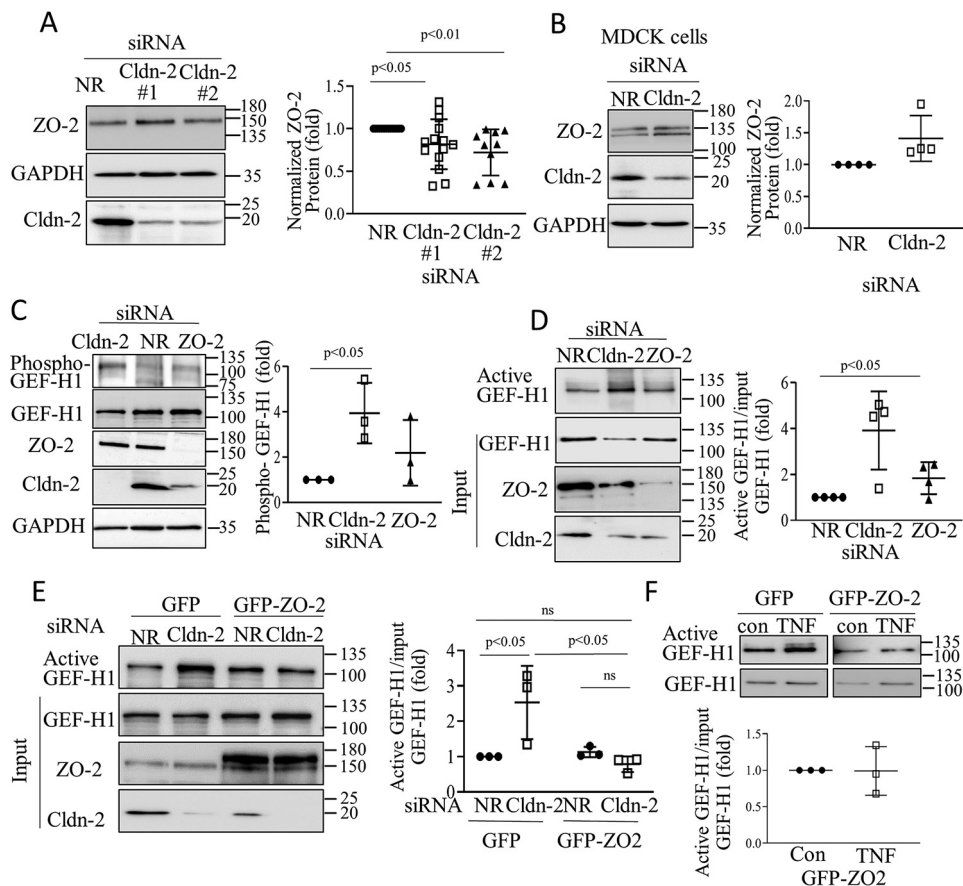 A
siRNA
NR Cldn-2 #1 Cldn-2 #2
ZO-2
180
150
135
GAPDH
35
Cldn-2
25
20
Normalized ZO-2 Protein (fold)
1.5
1.0
0.5
0.0
p<0.05
p<0.01
NR Cldn-2 #1 Cldn-2 #2
siRNA
B
MDCK cells
siRNA
NR Cldn-2
ZO-2
180
135
100
Cldn-2
25
20
GAPDH
35
Normalized ZO-2 Protein (fold)
2.0
1.5
1.0
0.5
0.0
NR Cldn-2
siRNA
C
siRNA
Cldn-2 NR ZO-2
Phospho-GEF-H1
135
100
75
GEF-H1
135
100
ZO-2
180
150
Cldn-2
25
20
GAPDH
35
Phospho- GEF-H1 (fold)
6
4
2
0
p<0.05
NR Cldn-2 ZO-2
siRNA
D
siRNA
NR Cldn-2 ZO-2
Active GEF-H1
135
100
Input
GEF-H1
135
100
ZO-2
180
150
Cldn-2
25
20
Active GEF-H1/input GEF-H1 (fold)
6
4
2
0
p<0.05
NR Cldn-2 ZO-2
siRNA
E
GFP GFP-ZO-2
siRNA NR Cldn-2 NR Cldn-2
Active GEF-H1
135
100
Input
GEF-H1
135
100
ZO-2
180
150
Cldn-2
25
20
Active GEF-H1/input GEF-H1 (fold)
4
3
2
1
0
ns
p<0.05
p<0.05
ns
siRNA NR Cldn-2 NR Cldn-2
GFP GFP-ZO2
F
GFP GFP-ZO-2
con TNF con TNF
Active GEF-H1
135
100
GEF-H1
135
100
Active GEF-H1/input GEF-H1 (fold)
1.5
1.0
0.5
0.0
Con TNF
GFP-ZO2